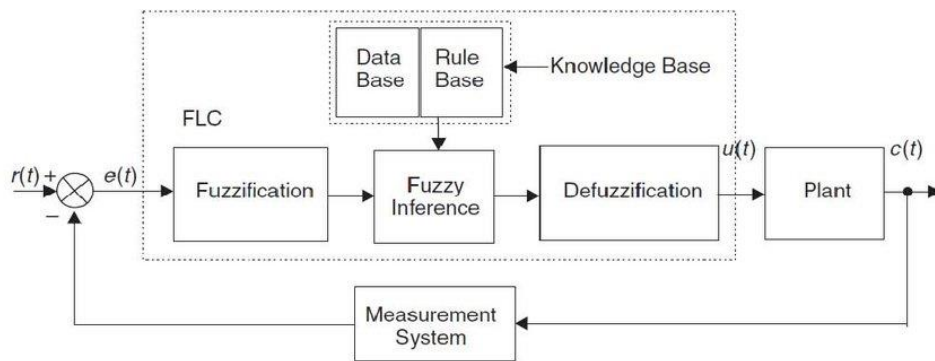 Data
Base
Rule
Base
Knowledge Base
FLC
r(t) +
−
e(t)
Fuzzification
Fuzzy
Inference
Defuzzification
u(t)
Plant
c(t)
Measurement
System